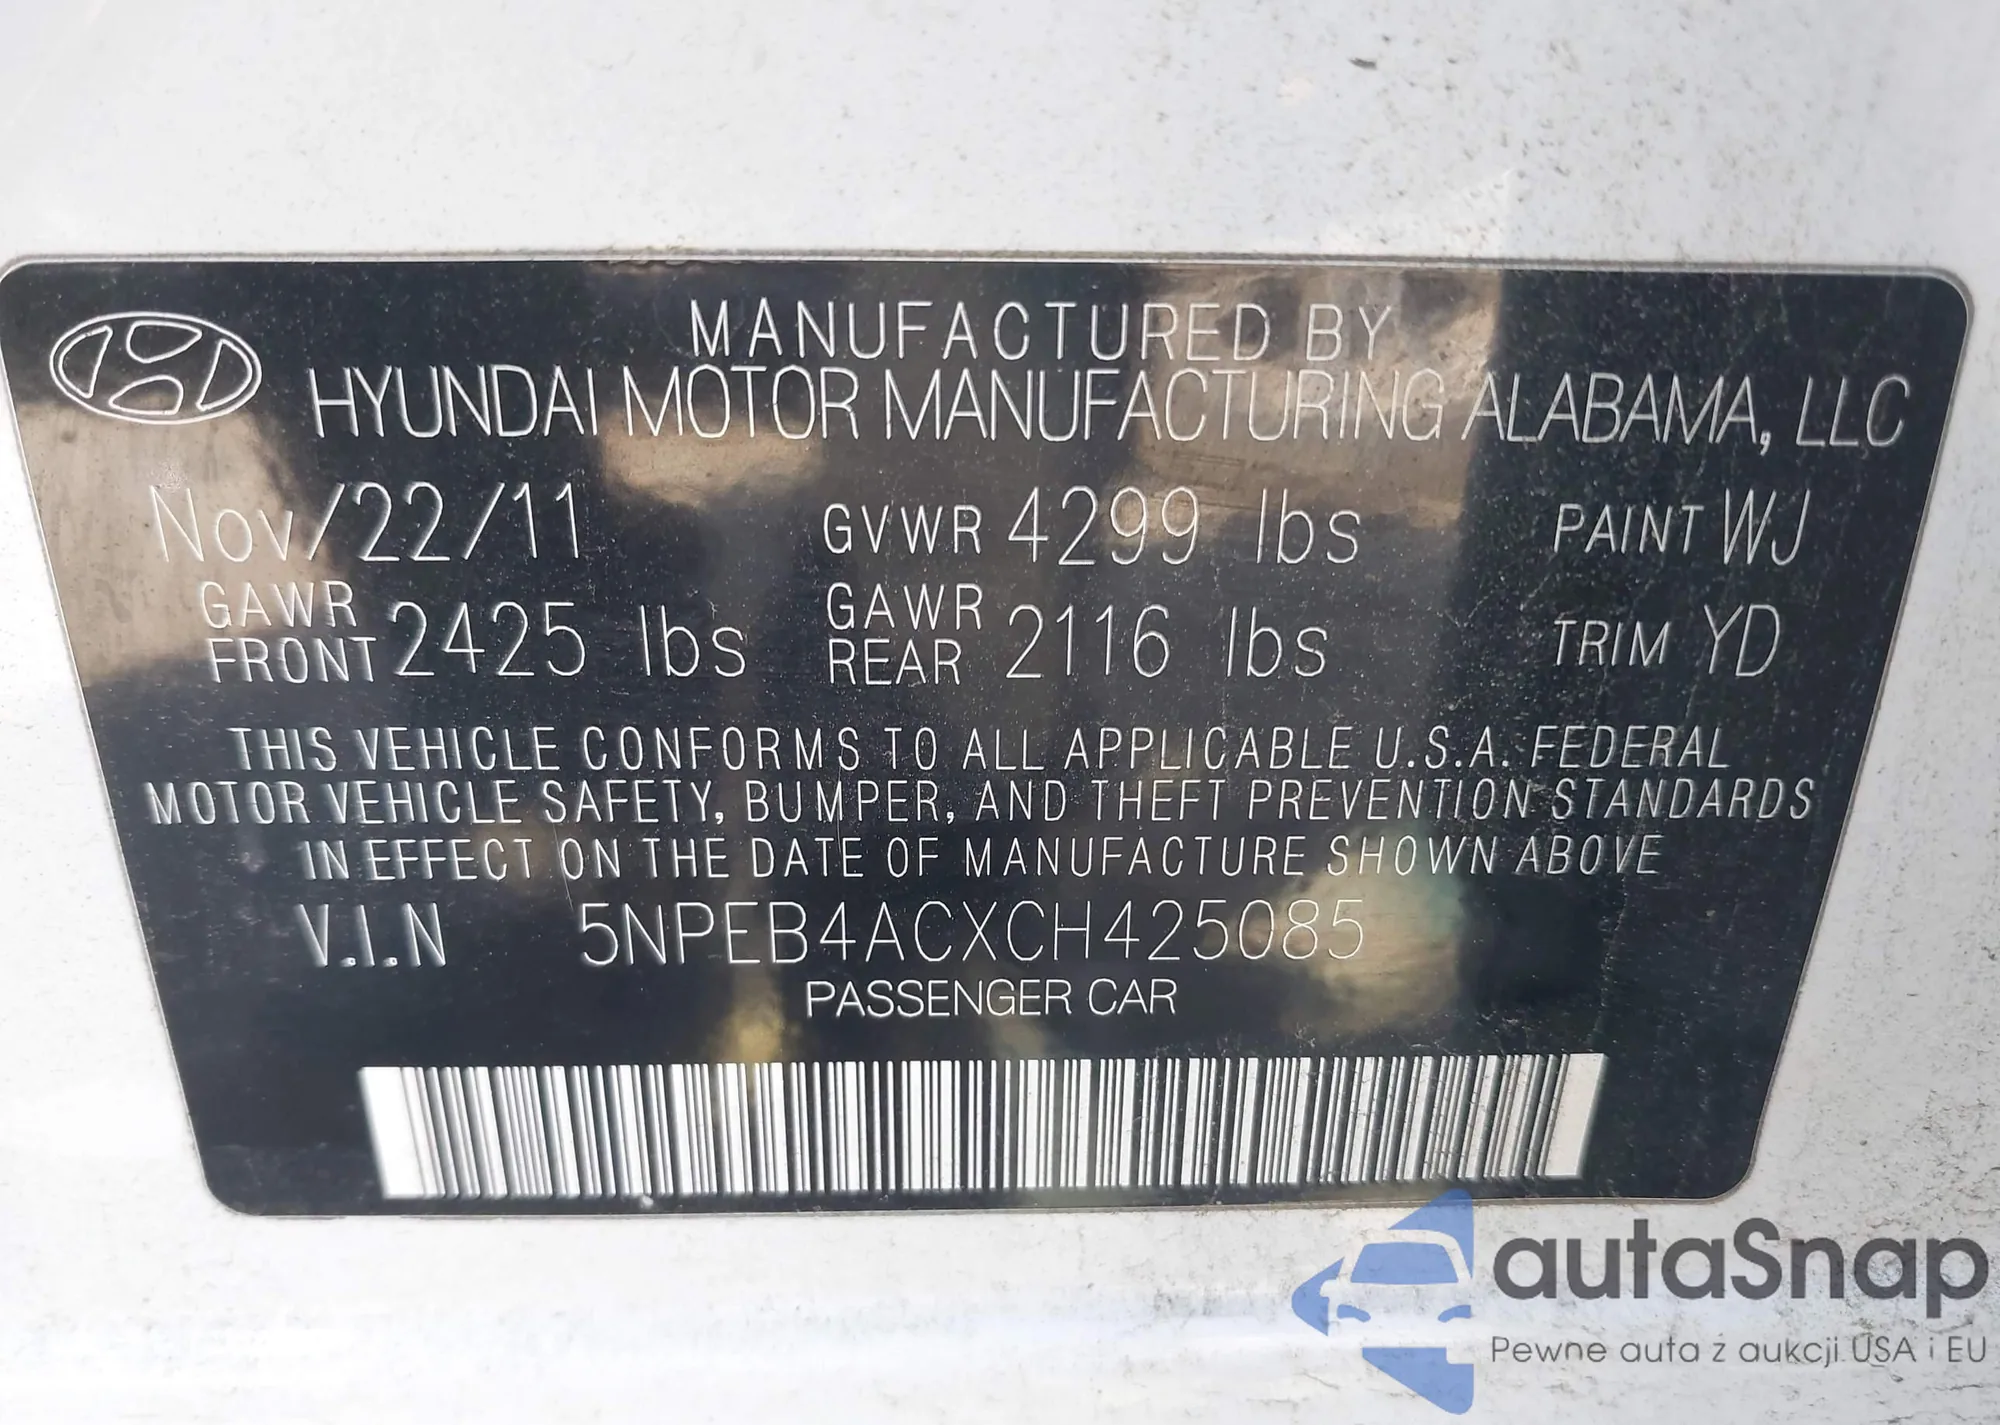 MANUFACTURED BY
HYUNDAI MOTOR MANUFACTURING ALABAMA, LLC
Nov/22/11 GVWR 4299 lbs PAINT WJ
GAWR FRONT 2425 lbs GAWR REAR 2116 lbs TRIM YD
THIS VEHICLE CONFORMS TO ALL APPLICABLE U.S.A. FEDERAL
MOTOR VEHICLE SAFETY, BUMPER, AND THEFT PREVENTION STANDARDS
IN EFFECT ON THE DATE OF MANUFACTURE SHOWN ABOVE
V.I.N 5NPEB4ACXCH425085
PASSENGER CAR
autaSnap
Pewne auta z aukcji USA i EU